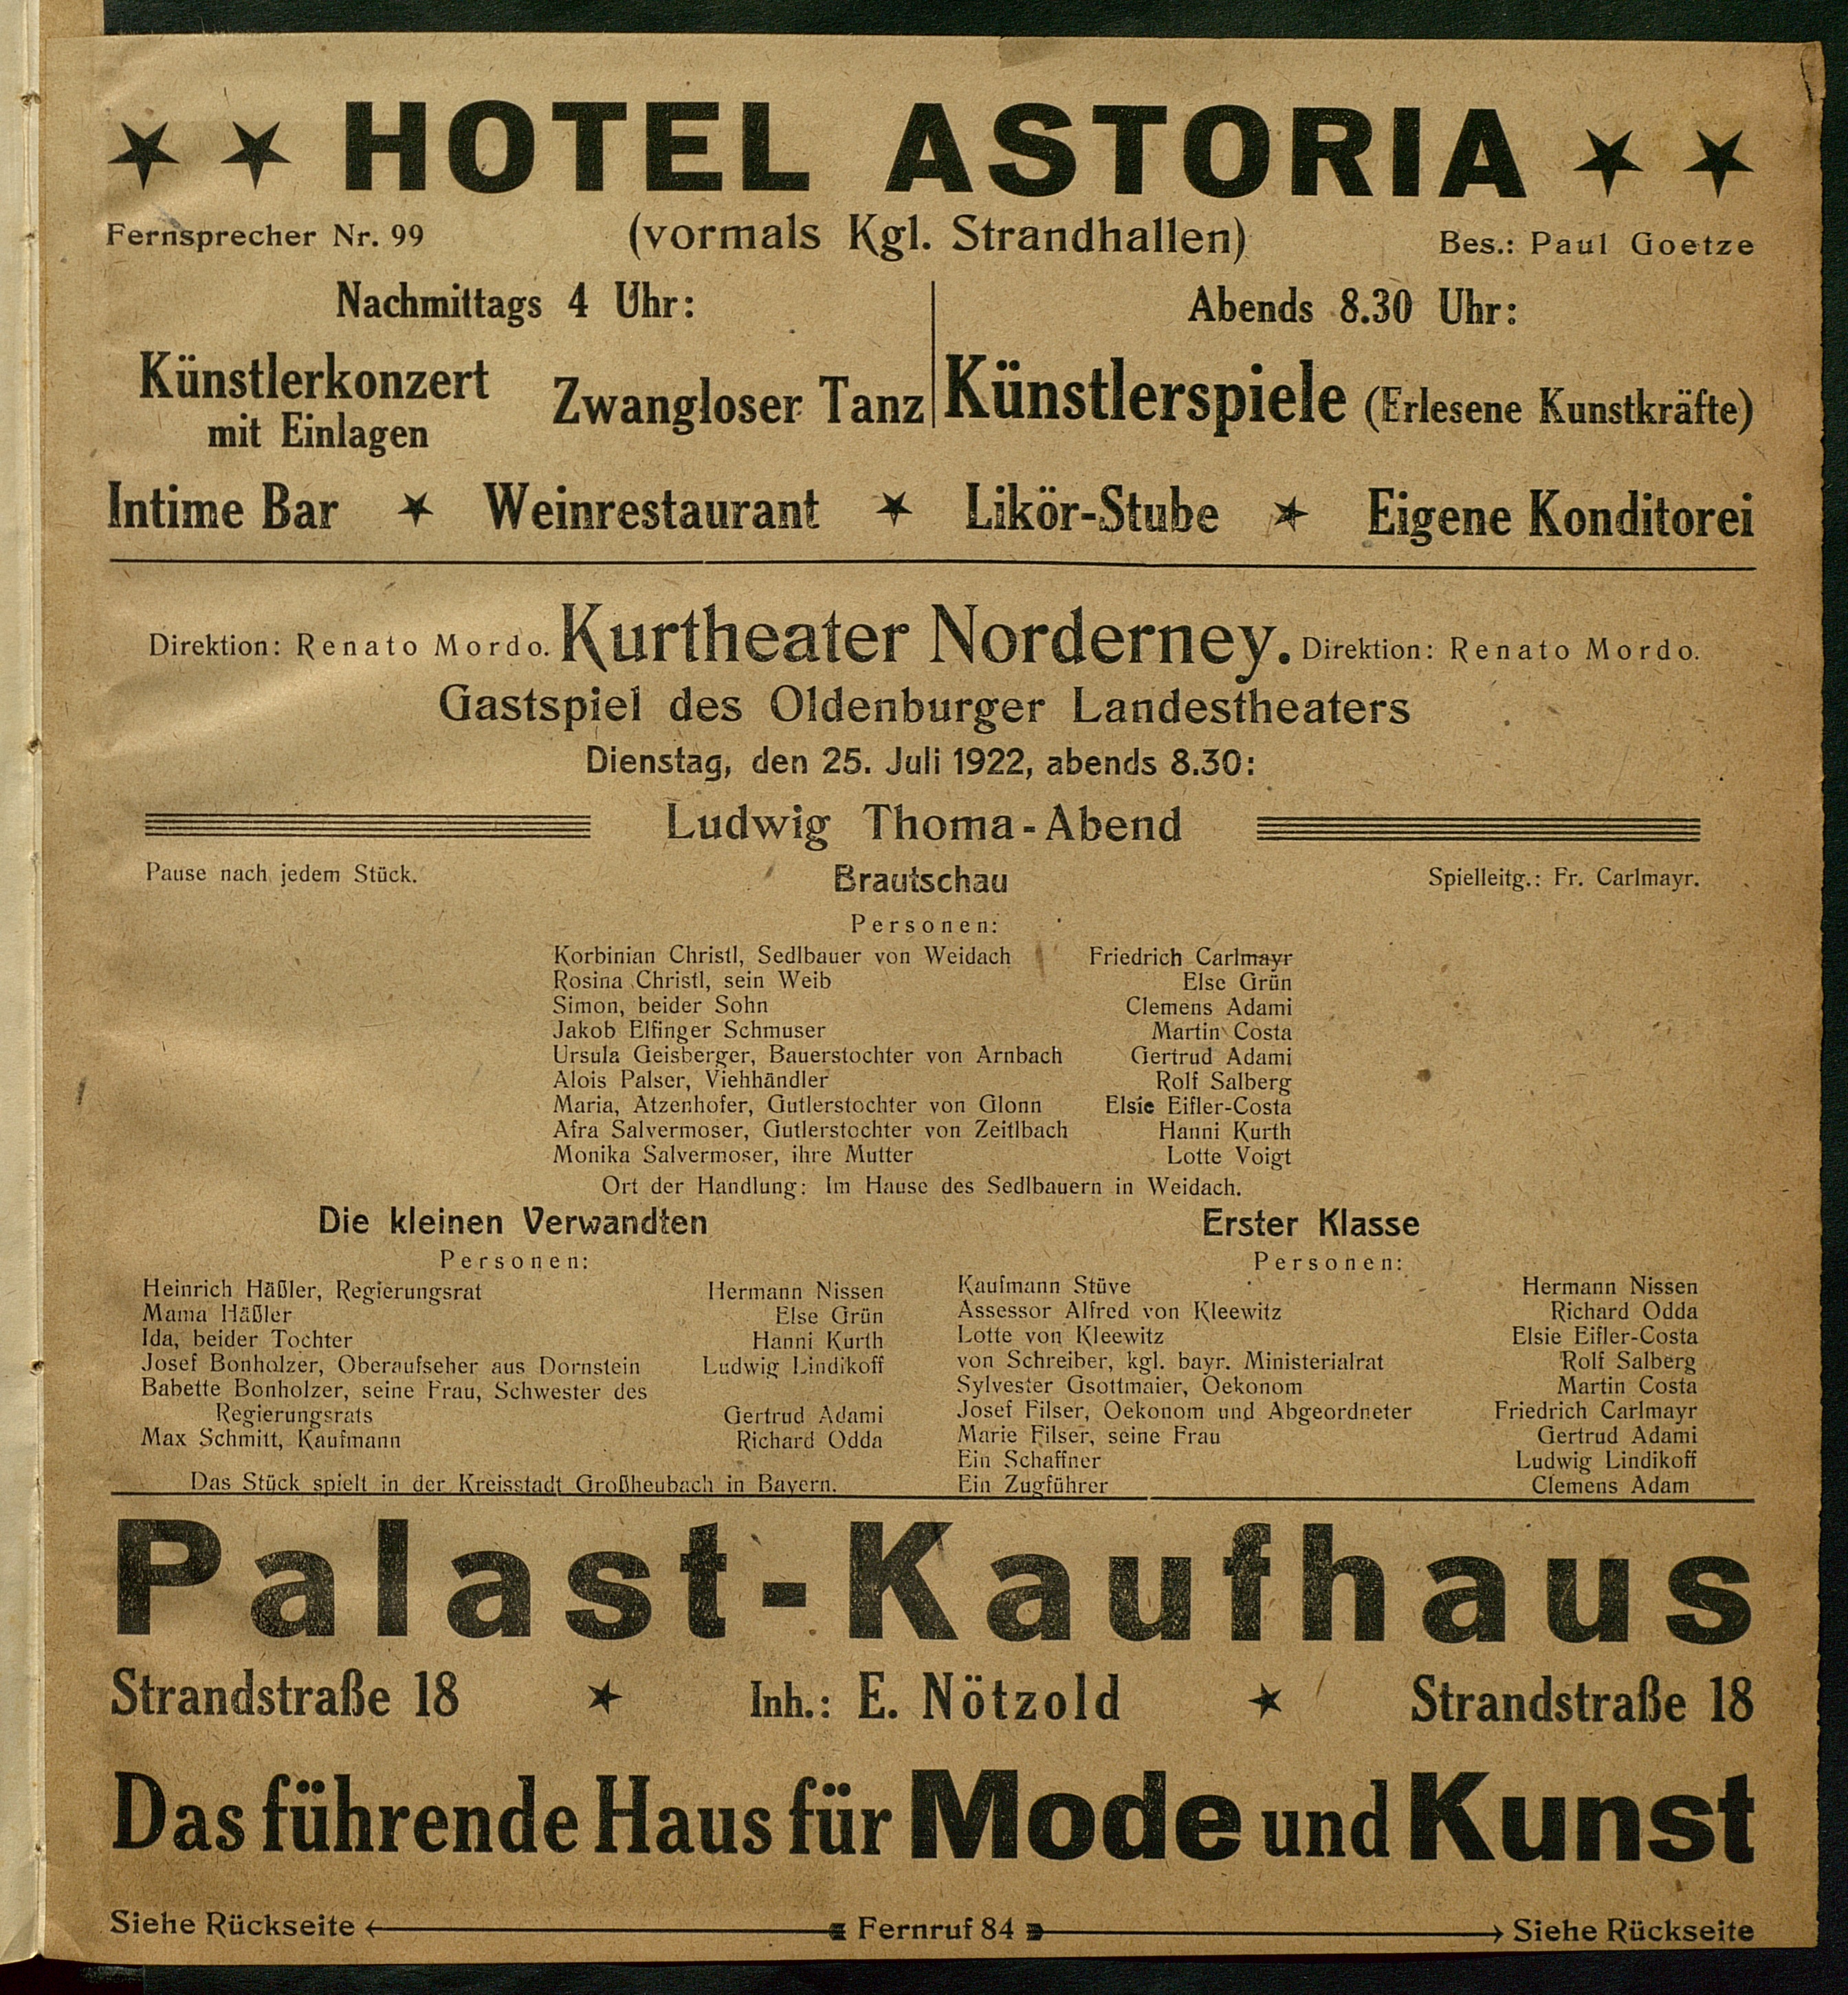 HOTEL ASTORIA
Fernsprecher Nr. 99 (vormals Kgl. Strandhallen) Bes.: Paul Goetze
Nachmittags 4 Uhr:
Künstlerkonzert
mit Einlagen
Zwangloser Tanz
Abends 8.30 Uhr:
Künstlerspiele (Erlesene Kunstkräfte)
Intime Bar ★ Weinrestaurant ★ Likör-Stube ★ Eigene Konditorei
Direktion: Renato Mordo. Kurtheater Norderney. Direktion: Renato Mordo.
Gastspiel des Oldenburger Landestheaters
Dienstag, den 25. Juli 1922, abends 8.30:
Ludwig Thoma-Abend
Pause nach jedem Stück. Brautschau Spielleitg.: Fr. Carlmayr.
Personen:
Korbinian Christl, Sedlbauer von Weidach Friedrich Carlmayr
Rosina Christl, sein Weib Else Grün
Simon, beider Sohn Clemens Adami
Jakob Elfinger Schmuser Martin Costa
Ursula Geisberger, Bauerstochter von Arnbach Gertrud Adami
Alois Palser, Viehhändler Rolf Salberg
Maria, Atzenhofer, Gutlerstochter von Glonn Elsie Eifler-Costa
Afra Salvermoser, Gutlerstochter von Zeitlbach Hanni Kurth
Monika Salvermoser, ihre Mutter Lotte Voigt
Ort der Handlung: Im Hause des Sedlbauern in Weidach.
Die kleinen Verwandten
Personen:
Heinrich Häßler, Regierungsrat Hermann Nissen
Mama Häßler Else Grün
Ida, beider Tochter Hanni Kurth
Josef Bonholzer, Oberaufseher aus Dornstein Ludwig Lindikoff
Babette Bonholzer, seine Frau, Schwester des
Regierungsrats Gertrud Adami
Max Schmitt, Kaufmann Richard Odda
Das Stück spielt in der Kreisstadt Großheubach in Bayern.
Erster Klasse
Personen:
Kaufmann Stüve Hermann Nissen
Assessor Alfred von Kleewitz Richard Odda
Lotte von Kleewitz Elsie Eifler-Costa
von Schreiber, kgl. bayr. Ministerialrat Rolf Salberg
Sylvester Gsottmaier, Oekonom Martin Costa
Josef Filser, Oekonom und Abgeordneter Friedrich Carlmayr
Marie Filser, seine Frau Gertrud Adami
Ein Schaffner Ludwig Lindikoff
Ein Zugführer Clemens Adam
Palast-Kaufhaus
Strandstraße 18 ★ Inh.: E. Nötzold ★ Strandstraße 18
Das führende Haus für Mode und Kunst
Siehe Rückseite Fernruf 84 Siehe Rückseite